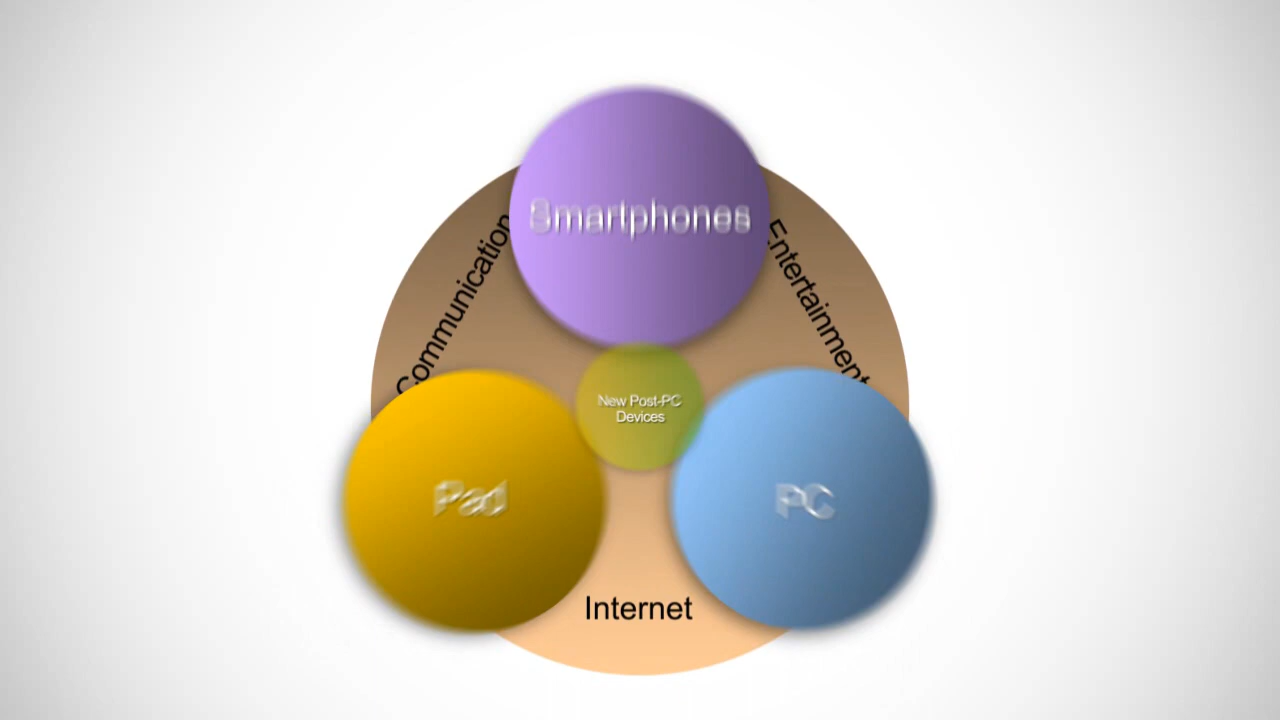 Smartphones
Communication
Entertainment
New Post-PC
Devices
Pad
PC
Internet